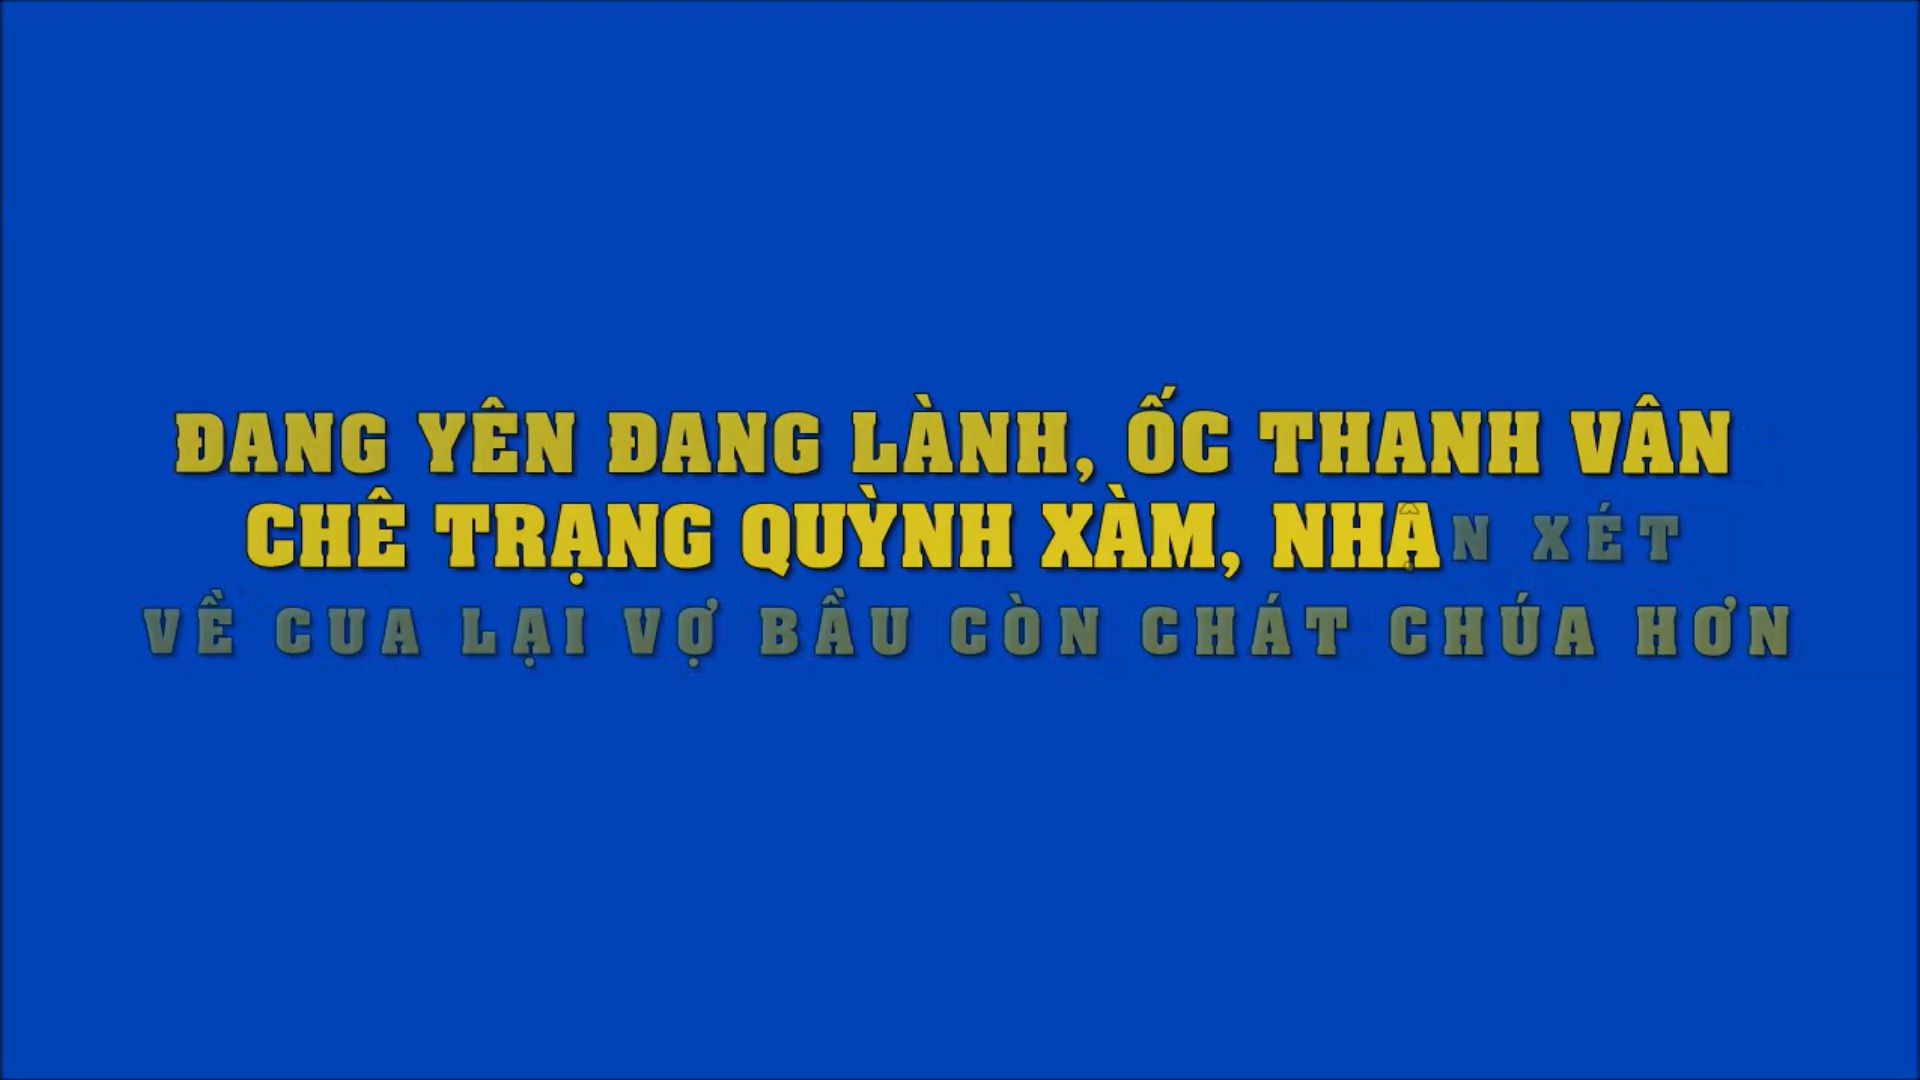 ĐANG YÊN ĐANG LÀNH, ỐC THANH VÂN
CHÊ TRẠNG QUỲNH XÀM, NHẬN XÉT
VỀ CUA LẠI VỢ BẦU CÒN CHÁT CHÚA HƠN